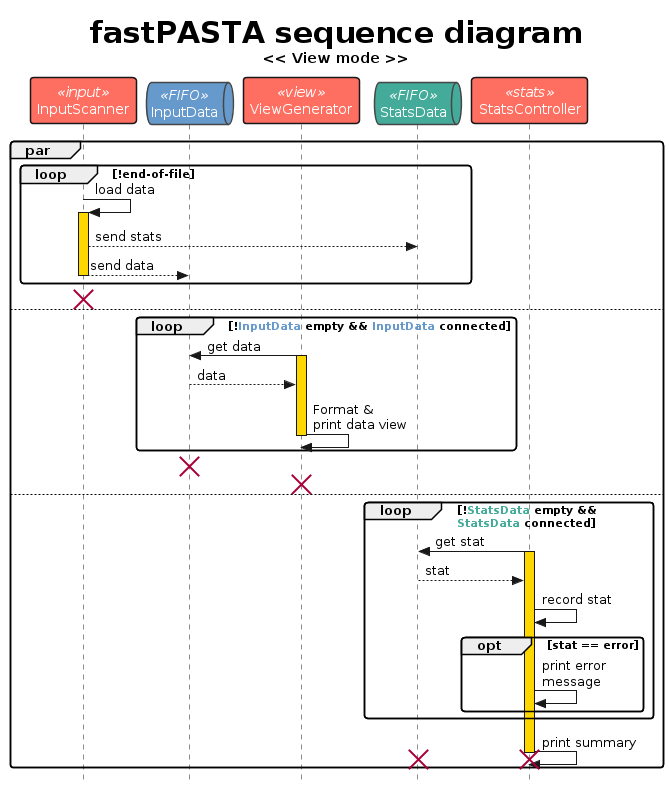 fastPASTA sequence diagram
<< View mode >>
«input»
InputScanner
«FIFO»
InputData
«view»
ViewGenerator
«FIFO»
StatsData
«stats»
StatsController
par
loop
[!end-of-file]
load data
send stats
send data
loop
[!InputData empty && InputData connected]
get data
data
Format &
print data view
loop
[!StatsData empty &&
StatsData connected]
get stat
stat
record stat
opt
[stat == error]
print error
message
print summary